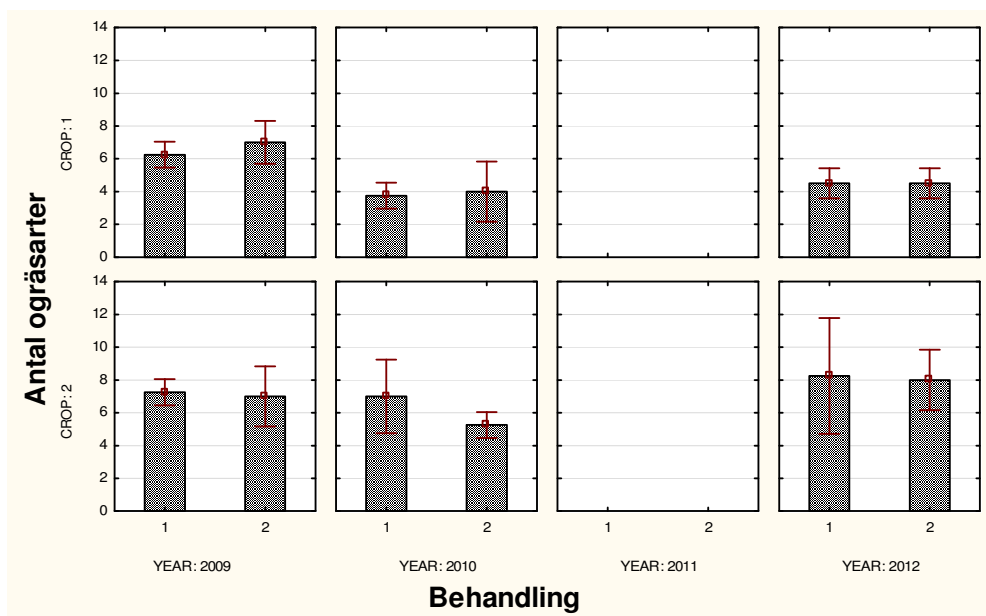 Antal ogräsarter
CROP: 1
14
12
10
8
6
4
2
0
CROP: 2
14
12
10
8
6
4
2
0
1 2
1 2
1 2
1 2
YEAR: 2009
YEAR: 2010
YEAR: 2011
YEAR: 2012
Behandling